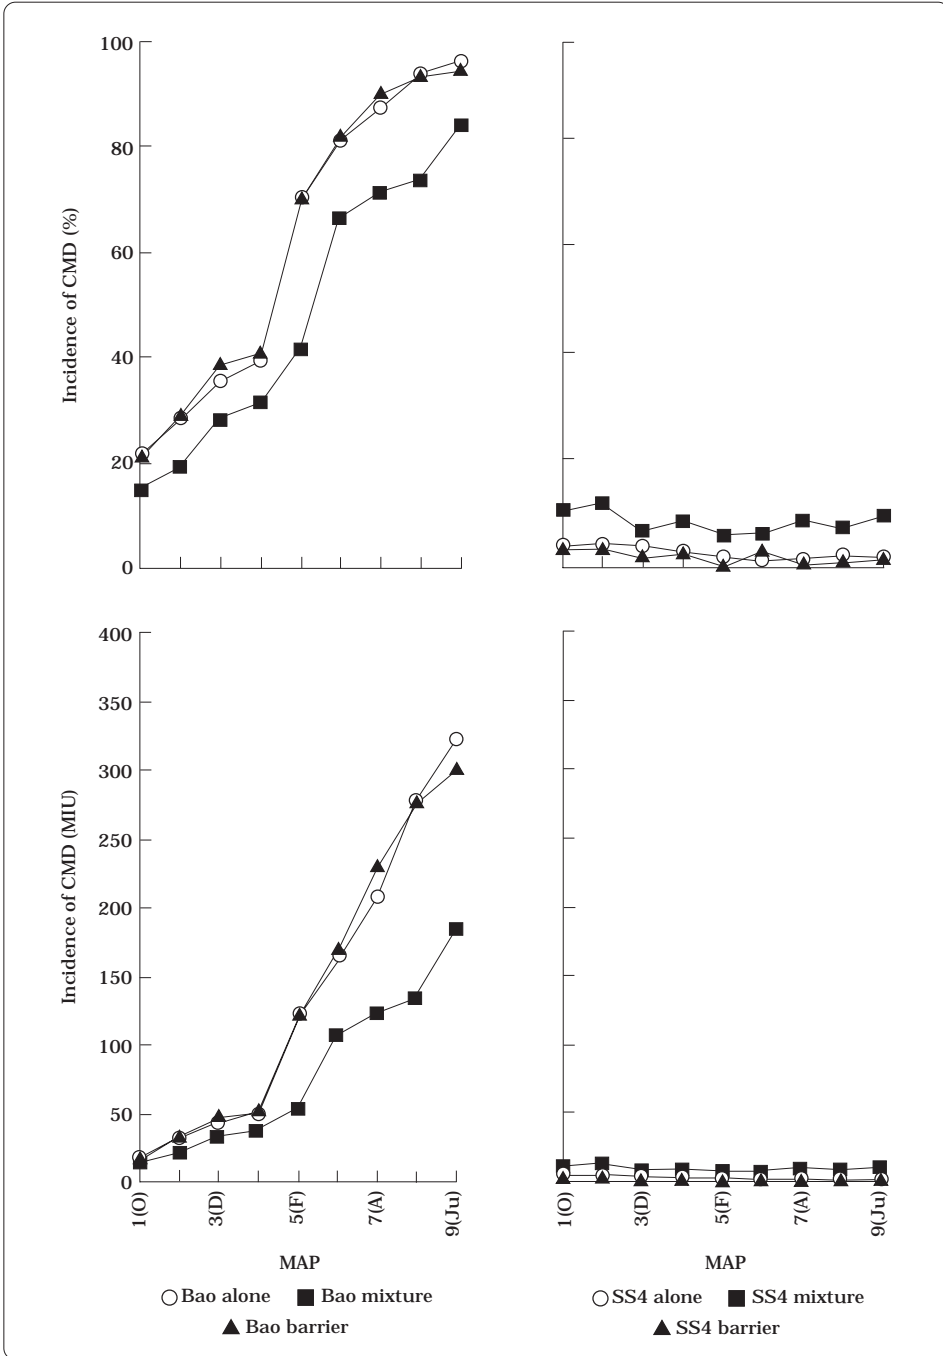 100
80
60
40
20
0
Incidence of CMD (%)
400
350
300
250
200
150
100
50
0
Incidence of CMD (MIU)
1(O)
3(D)
5(F)
7(A)
9(Ju)
MAP
Bao alone
Bao mixture
Bao barrier
1(O)
3(D)
5(F)
7(A)
9(Ju)
MAP
SS4 alone
SS4 mixture
SS4 barrier